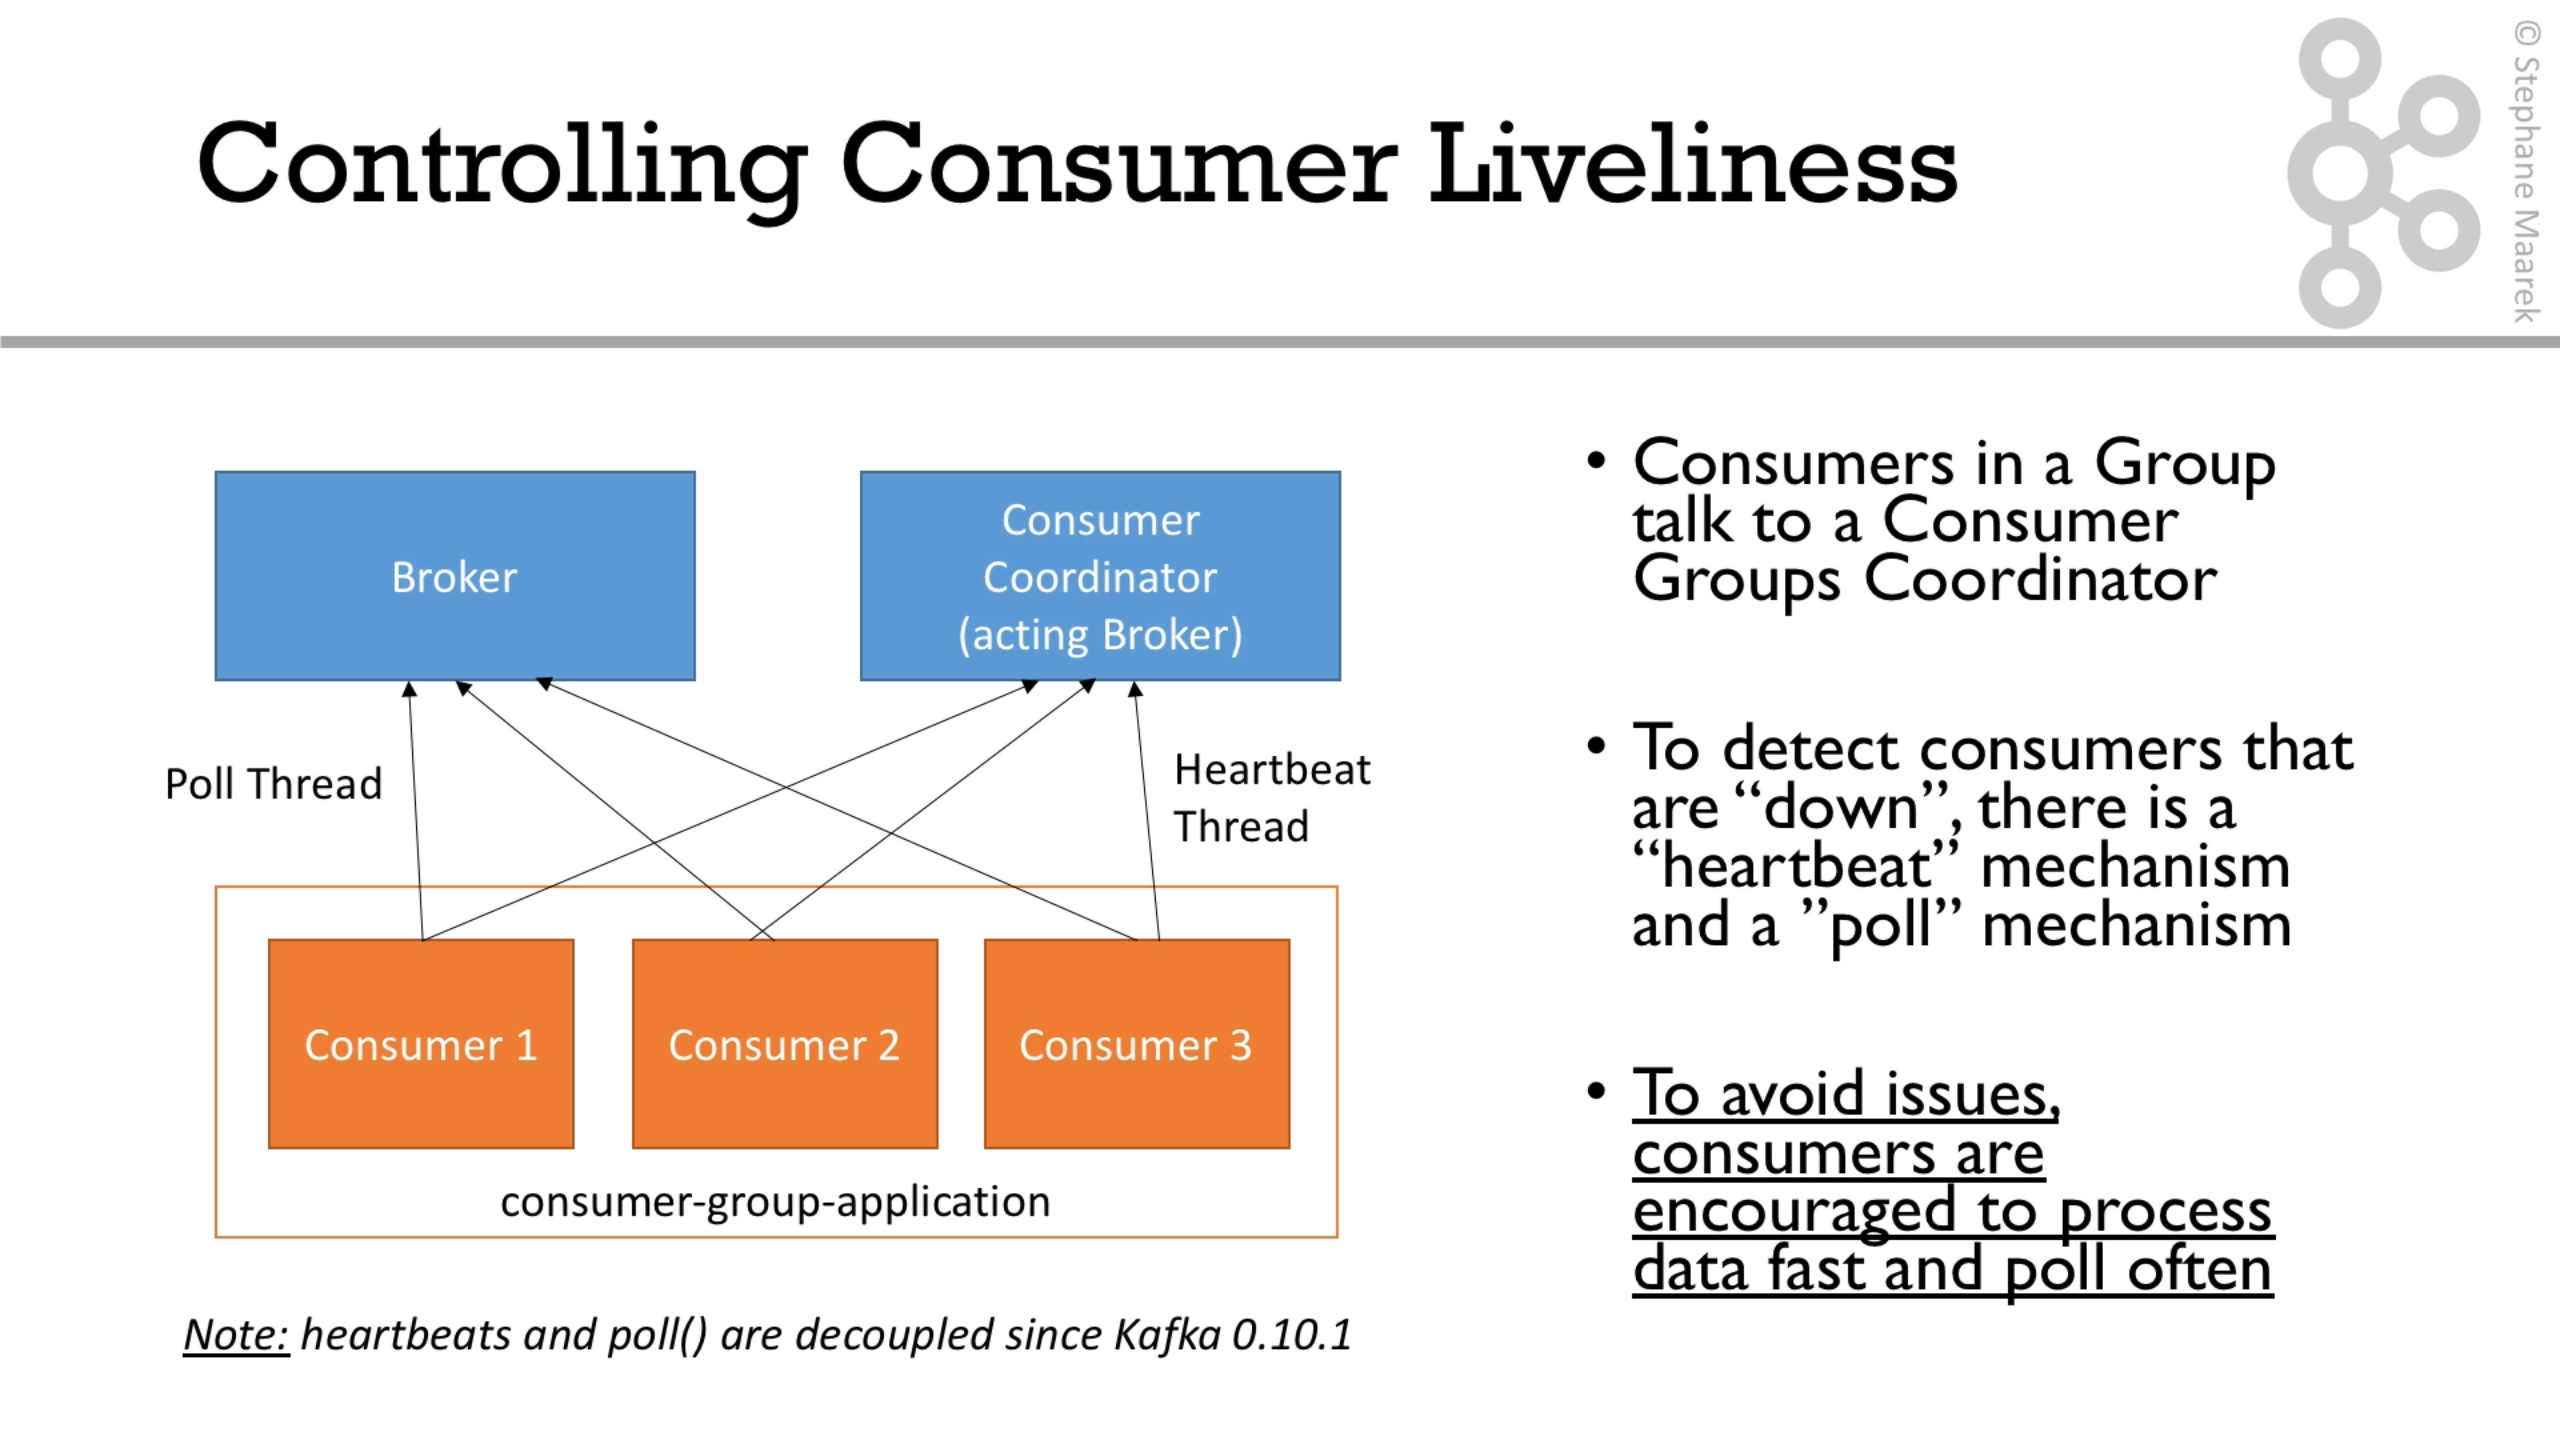 Controlling Consumer Liveliness
© Stephane Maarek
Broker
Consumer
Coordinator
(acting Broker)
Poll Thread
Heartbeat
Thread
Consumer 1
Consumer 2
Consumer 3
consumer-group-application
Note: heartbeats and poll() are decoupled since Kafka 0.10.1
• Consumers in a Group
talk to a Consumer
Groups Coordinator
• To detect consumers that
are “down”, there is a
“heartbeat” mechanism
and a ”poll” mechanism
• To avoid issues,
consumers are
encouraged to process
data fast and poll often